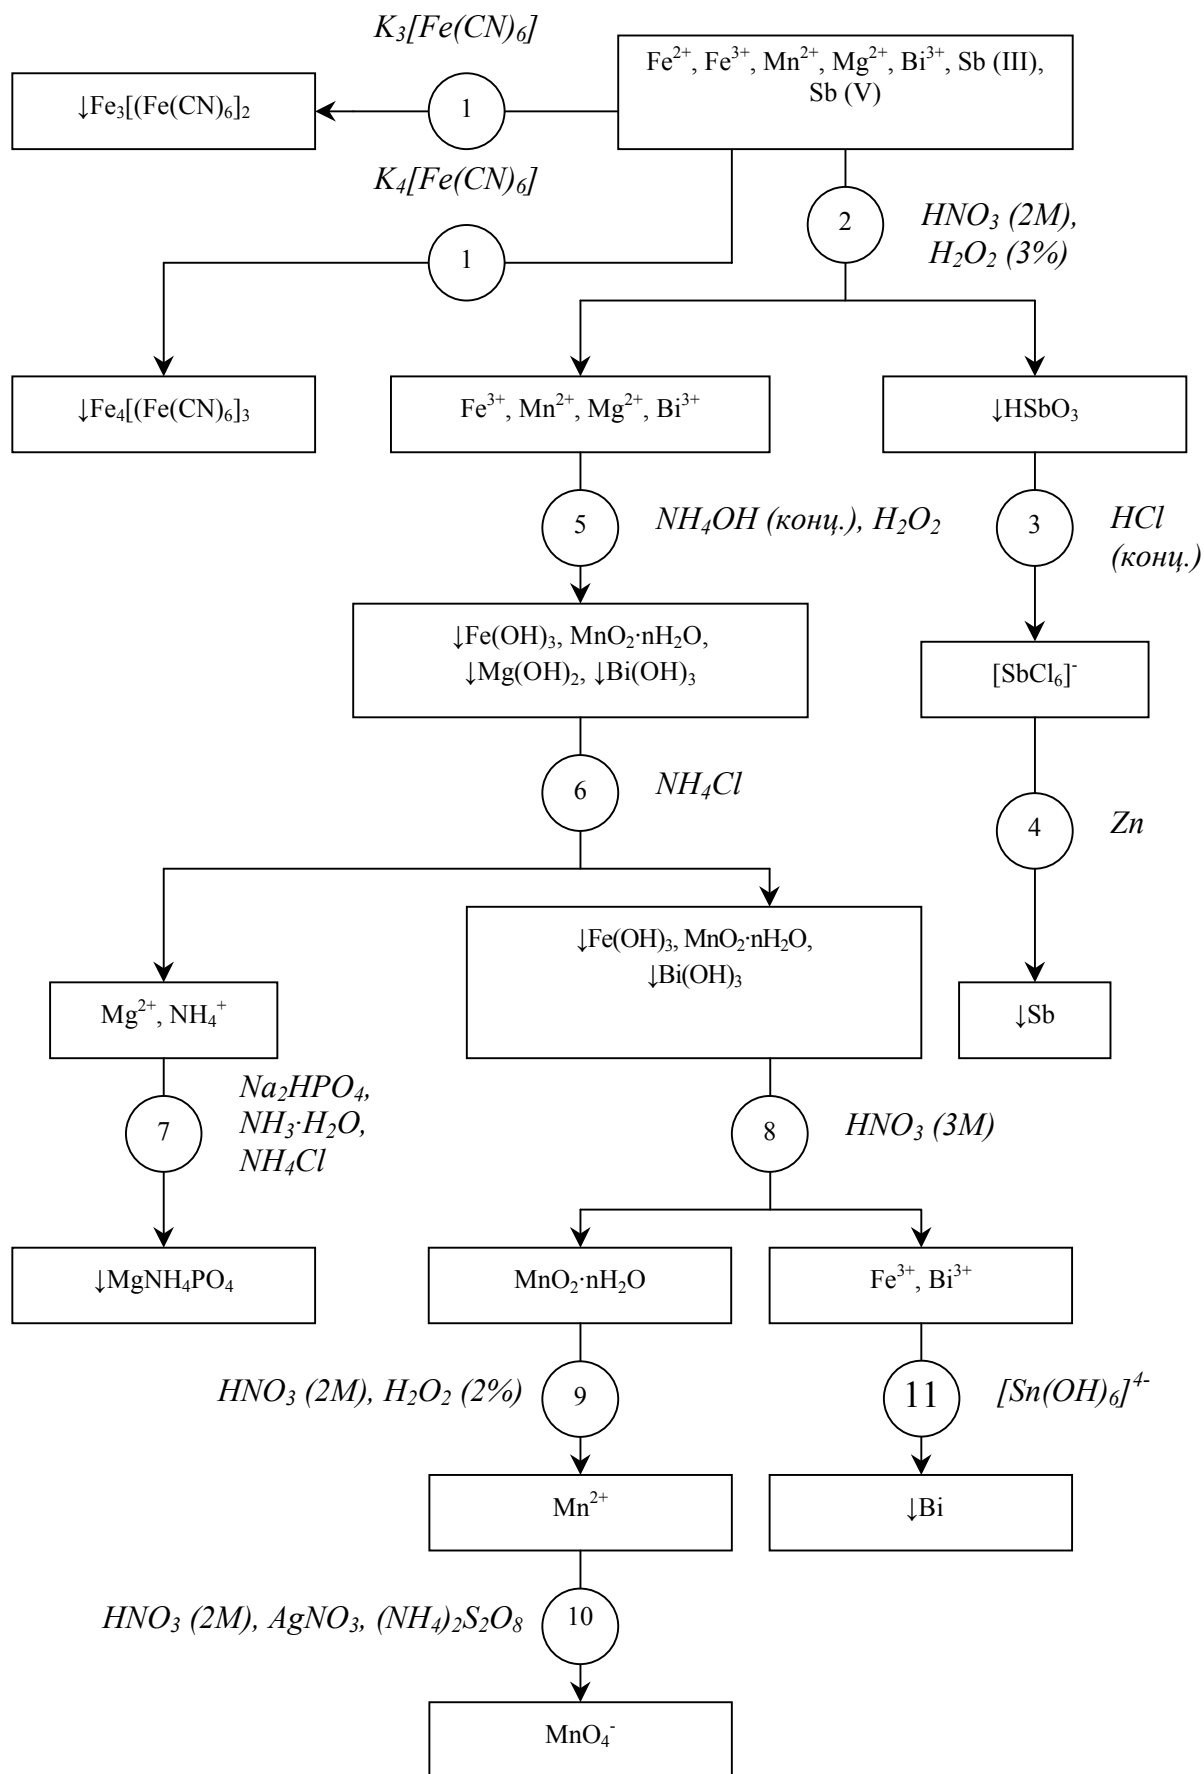 K₃[Fe(CN)₆]
Fe²⁺, Fe³⁺, Mn²⁺, Mg²⁺, Bi³⁺, Sb (III),
Sb (V)
↓Fe₃[(Fe(CN)₆]₂
1
K₄[Fe(CN)₆]
2
HNO₃ (2M),
H₂O₂ (3%)
1
↓Fe₄[(Fe(CN)₆]₃
Fe³⁺, Mn²⁺, Mg²⁺, Bi³⁺
↓HSbO₃
5
NH₄OH (конц.), H₂O₂
3
HCl
(конц.)
↓Fe(OH)₃, MnO₂·nH₂O,
↓Mg(OH)₂, ↓Bi(OH)₃
[SbCl₆]⁻
6
NH₄Cl
4
Zn
↓Fe(OH)₃, MnO₂·nH₂O,
↓Bi(OH)₃
Mg²⁺, NH₄⁺
↓Sb
7
Na₂HPO₄,
NH₃·H₂O,
NH₄Cl
8
HNO₃ (3M)
↓MgNH₄PO₄
MnO₂·nH₂O
Fe³⁺, Bi³⁺
HNO₃ (2M), H₂O₂ (2%)
9
11
[Sn(OH)₆]⁴⁻
Mn²⁺
↓Bi
HNO₃ (2M), AgNO₃, (NH₄)₂S₂O₈
10
MnO₄⁻